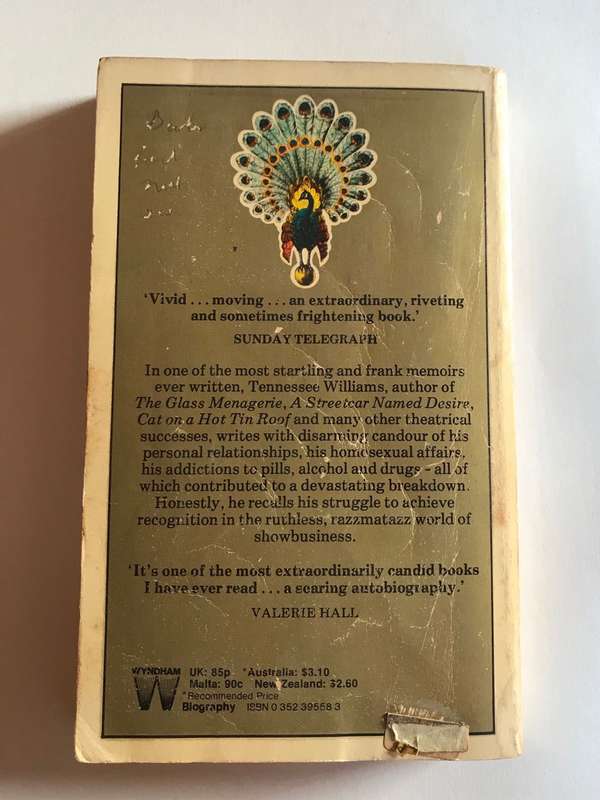 'Vivid . . . moving . . . an extraordinary, riveting
and sometimes frightening book.'
SUNDAY TELEGRAPH
In one of the most startling and frank memoirs
ever written, Tennessee Williams, author of
The Glass Menagerie, A Streetcar Named Desire,
Cat on a Hot Tin Roof and many other theatrical
successes, writes with disarming candour of his
personal relationships, his homosexual affairs,
his addictions to pills, alcohol and drugs - all of
which contributed to a devastating breakdown.
Honestly, he recalls his struggle to achieve
recognition in the ruthless, razzmatazz world of
showbusiness.
'It's one of the most extraordinarily candid books
I have ever read . . . a searing autobiography.'
VALERIE HALL
WYNDHAM
UK: 85p *Australia: $3.10
Malta: 90c New Zealand: $2.60
*Recommended Price
Biography ISBN 0 352 39558 3